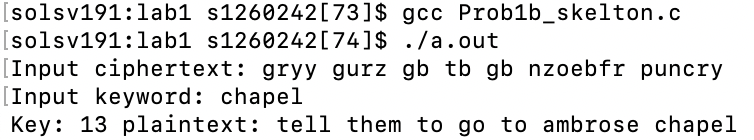 [solsv191:lab1 s1260242[73]$ gcc Prob1b_skelton.c
[solsv191:lab1 s1260242[74]$ ./a.out
[Input ciphertext: gryy gurz gb tb gb nzoebfr puncry
[Input keyword: chapel
Key: 13 plaintext: tell them to go to ambrose chapel